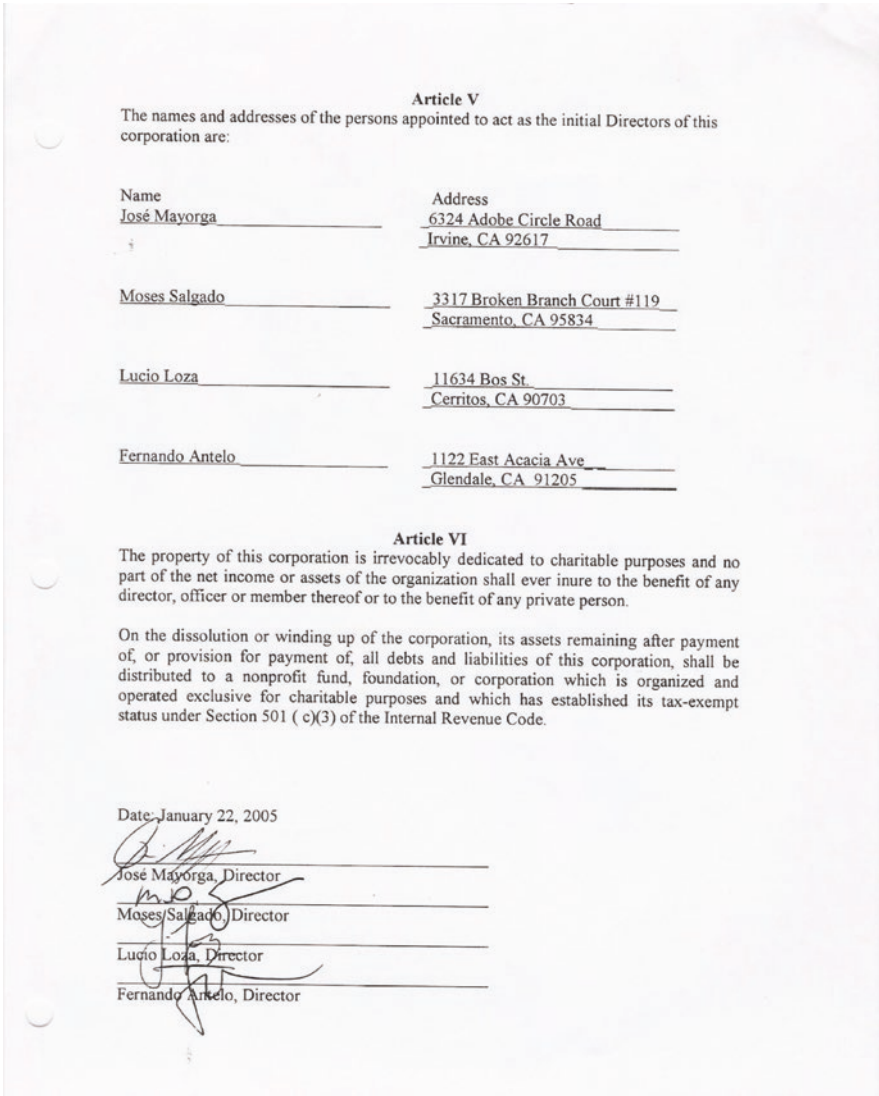 Article V
The names and addresses of the persons appointed to act as the initial Directors of this
corporation are:
Name Address
José Mayorga 6324 Adobe Circle Road
Irvine, CA 92617
Moses Salgado 3317 Broken Branch Court #119
Sacramento, CA 95834
Lucio Loza 11634 Bos St.
Cerritos, CA 90703
Fernando Antelo 1122 East Acacia Ave
Glendale, CA 91205
Article VI
The property of this corporation is irrevocably dedicated to charitable purposes and no
part of the net income or assets of the organization shall ever inure to the benefit of any
director, officer or member thereof or to the benefit of any private person.
On the dissolution or winding up of the corporation, its assets remaining after payment
of, or provision for payment of, all debts and liabilities of this corporation, shall be
distributed to a nonprofit fund, foundation, or corporation which is organized and
operated exclusive for charitable purposes and which has established its tax-exempt
status under Section 501 ( c)(3) of the Internal Revenue Code.
Date: January 22, 2005
José Mayorga, Director
Moses Salgado, Director
Lucio Loza, Director
Fernando Antelo, Director